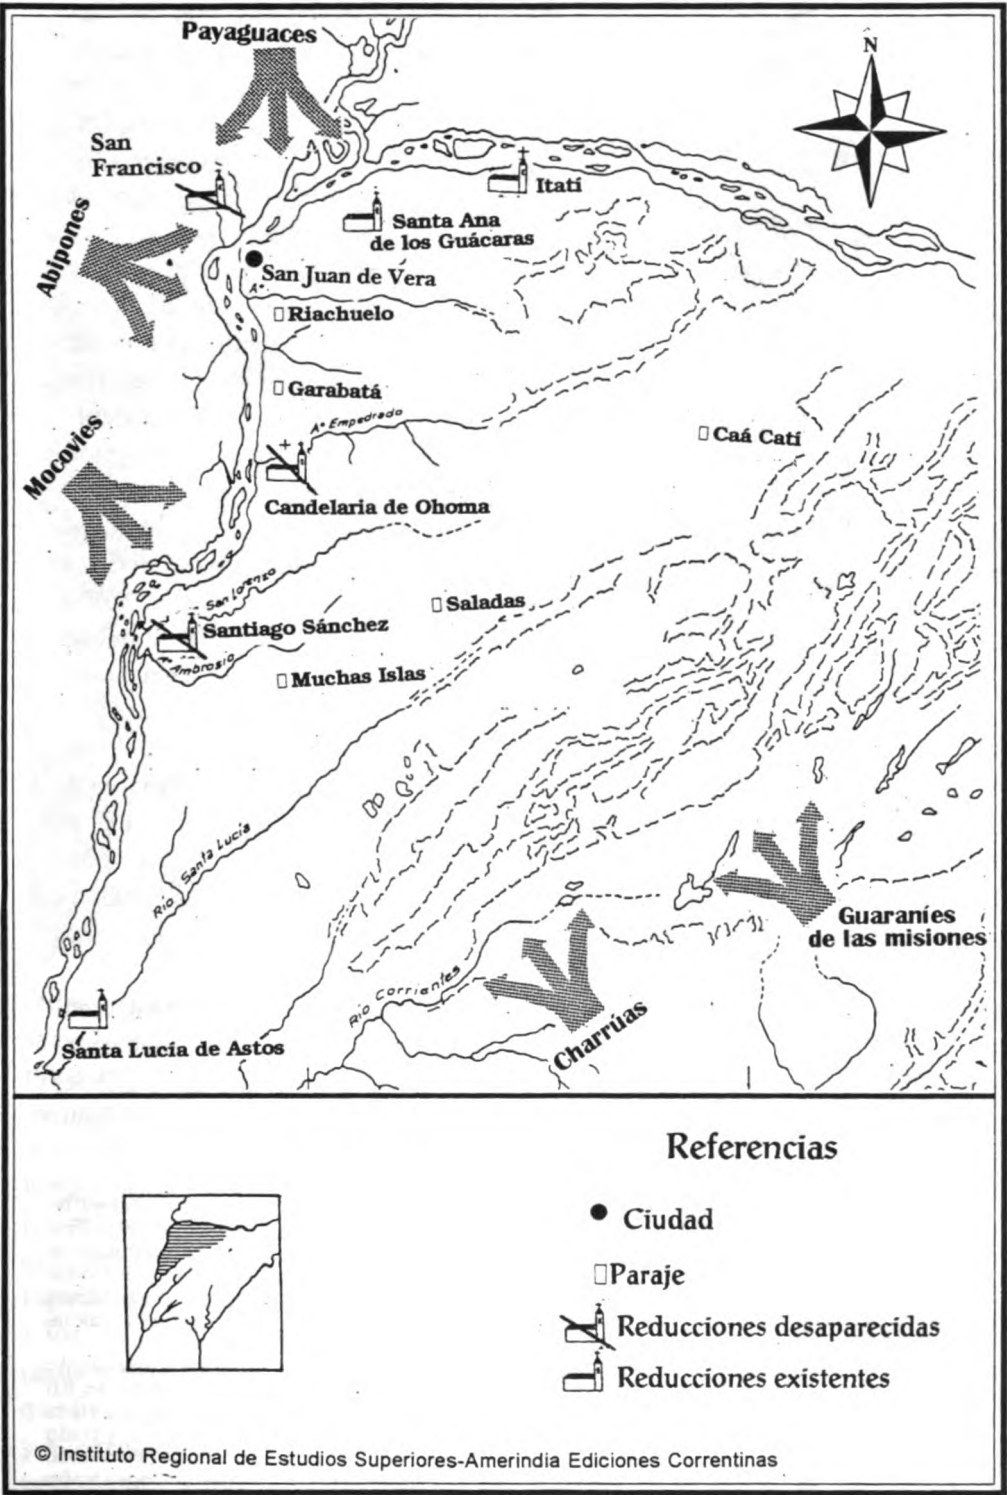 Payaguaces
N
San
Francisco
Itatí
Santa Ana
de los Guácaras
Abipones
San Juan de Vera
A°
Riachuelo
Garabatá
A° Empedrado
Caá Catí
Mocovíes
Candelaria de Ohoma
San Lorenzo
Saladas
Santiago Sánchez
A° Ambrosio
Muchas Islas
Río Santa Lucía
Guaraníes
de las misiones
Río Corrientes
Charrúas
Santa Lucía de Astos
Referencias
Ciudad
Paraje
Reducciones desaparecidas
Reducciones existentes
© Instituto Regional de Estudios Superiores-Amerindia Ediciones Correntinas